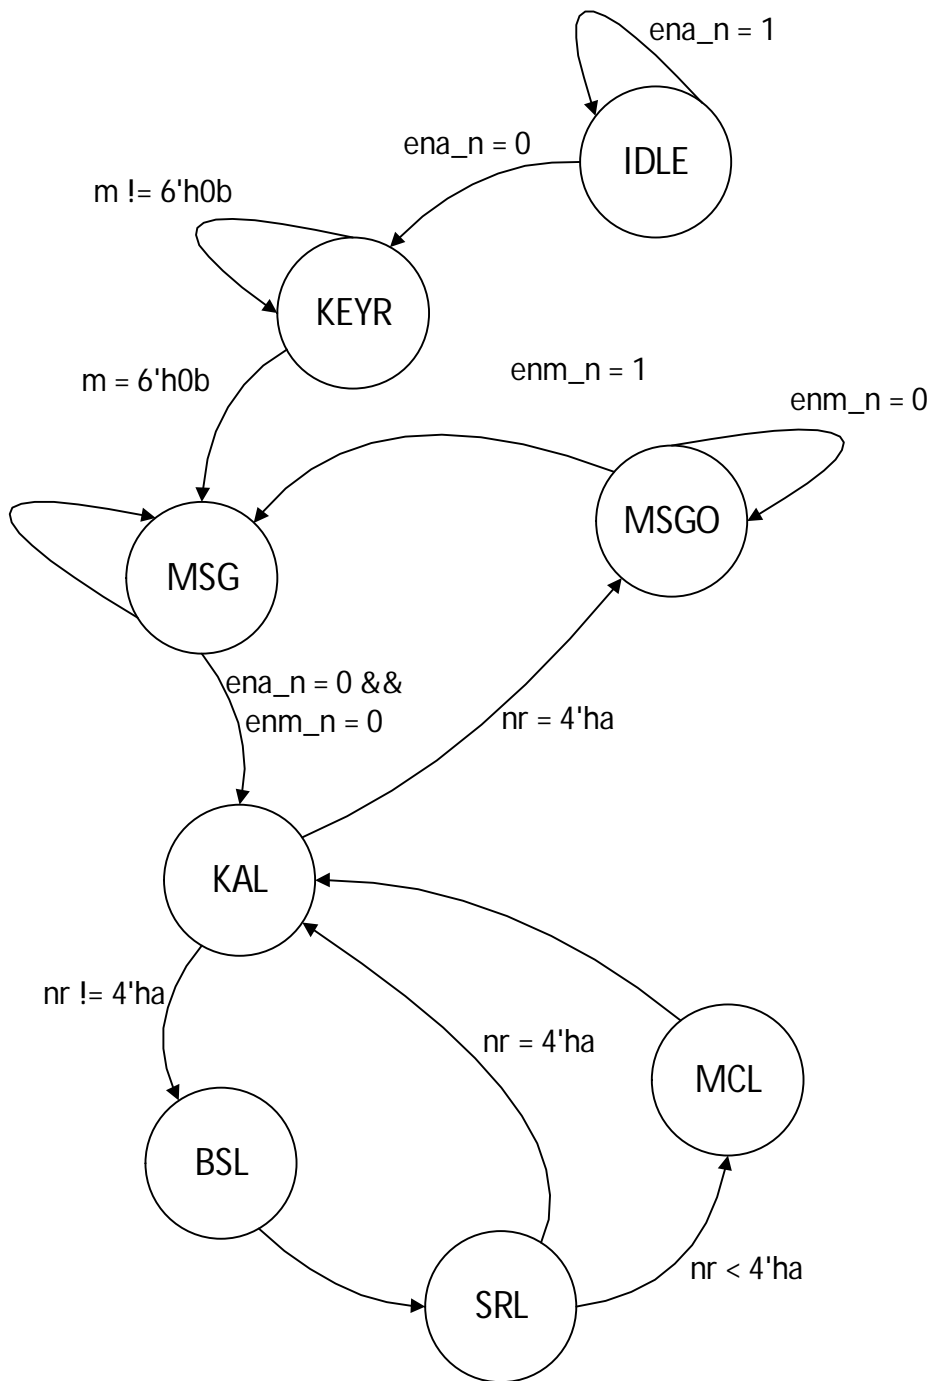 ena_n = 1
IDLE
ena_n = 0
m != 6'h0b
KEYR
m = 6'h0b
enm_n = 1
enm_n = 0
MSGO
MSG
ena_n = 0 &&
enm_n = 0
nr = 4'ha
KAL
nr != 4'ha
nr = 4'ha
MCL
BSL
nr < 4'ha
SRL